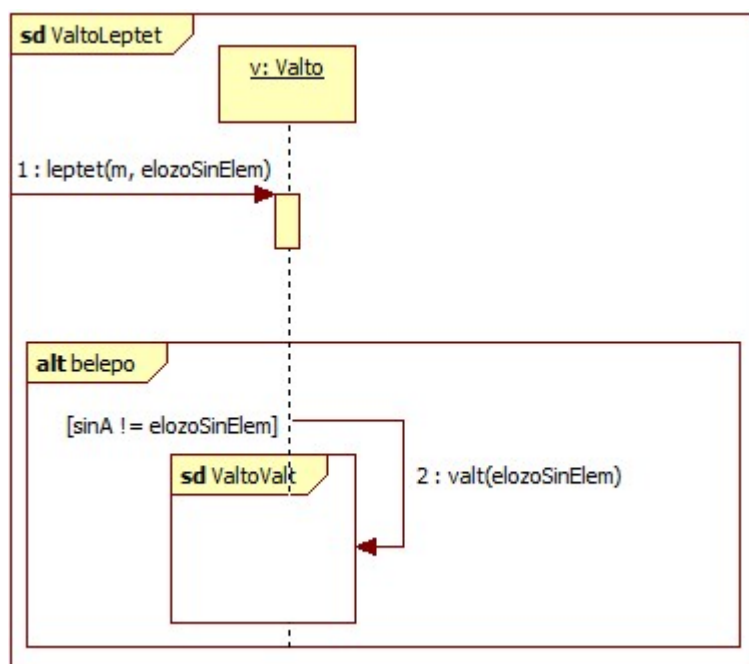 sd ValtoLeptet
v: Valto
1 : leptet(m, elozoSinElem)
alt belepo
[sinA != elozoSinElem]
sd ValtoValt
2 : valt(elozoSinElem)